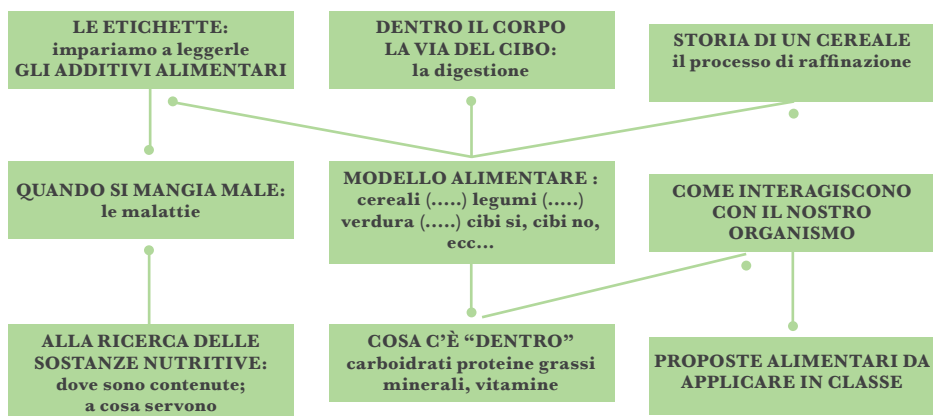 LE ETICHETTE:
impariamo a leggerle
GLI ADDITIVI ALIMENTARI
DENTRO IL CORPO
LA VIA DEL CIBO:
la digestione
STORIA DI UN CEREALE
il processo di raffinazione
QUANDO SI MANGIA MALE:
le malattie
MODELLO ALIMENTARE :
cereali (.....) legumi (.....)
verdura (.....) cibi si, cibi no,
ecc...
COME INTERAGISCONO
CON IL NOSTRO
ORGANISMO
ALLA RICERCA DELLE
SOSTANZE NUTRITIVE:
dove sono contenute;
a cosa servono
COSA C'È “DENTRO”
carboidrati proteine grassi
minerali, vitamine
PROPOSTE ALIMENTARI DA
APPLICARE IN CLASSE